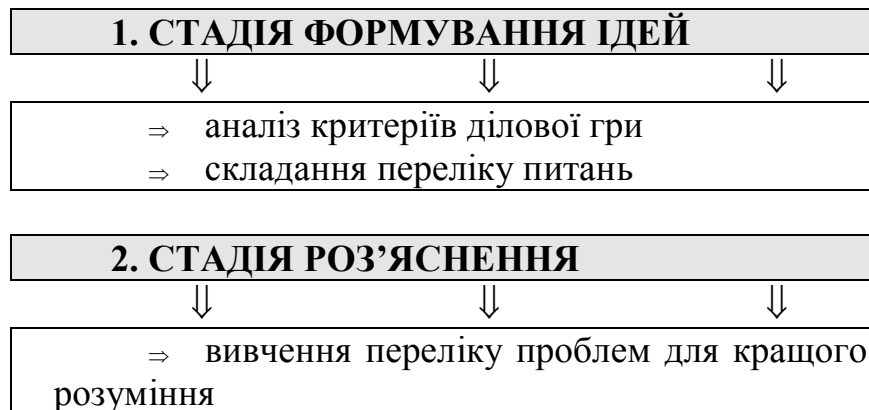 1. СТАДІЯ ФОРМУВАННЯ ІДЕЙ
⇓ ⇓ ⇓
⇒ аналіз критеріїв ділової гри
⇒ складання переліку питань
2. СТАДІЯ РОЗ’ЯСНЕННЯ
⇓ ⇓ ⇓
⇒ вивчення переліку проблем для кращого
розуміння